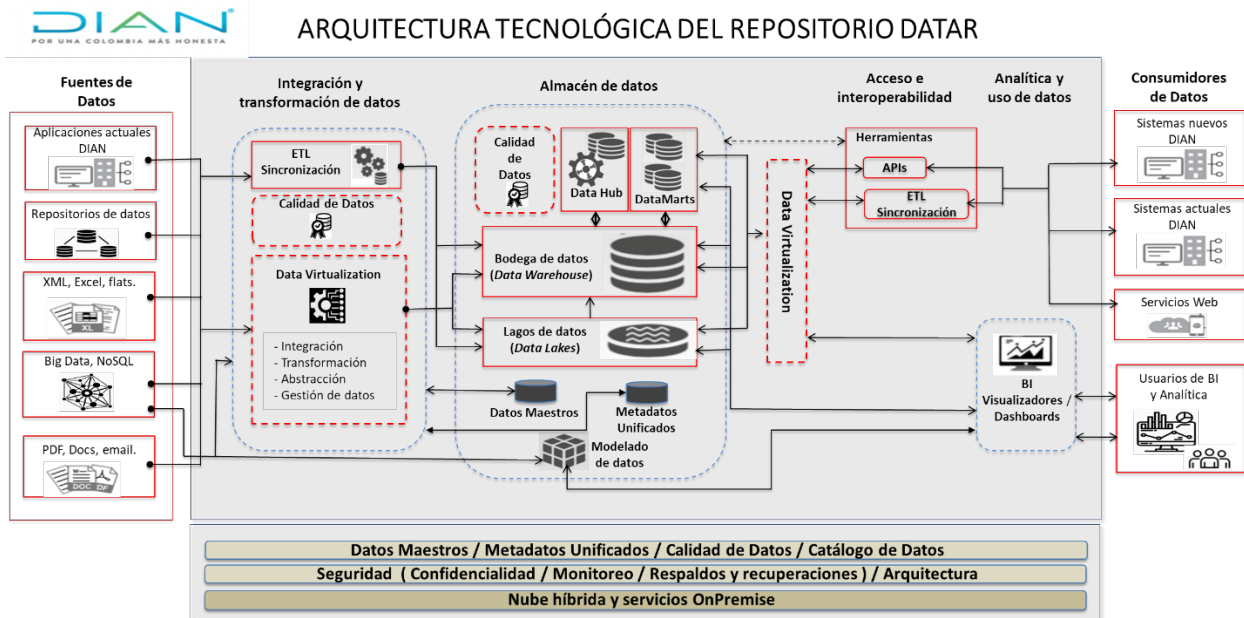 DIAN
POR UNA COLOMBIA MÁS HONESTA
ARQUITECTURA TECNOLÓGICA DEL REPOSITORIO DATAR
Fuentes de
Datos
Aplicaciones actuales
DIAN
Repositorios de datos
XML, Excel, flats.
XL
Big Data, NoSQL
PDF, Docs, email.
DOC
DF
Integración y
transformación de datos
ETL
Sincronización
Calidad de Datos
Data Virtualization
- Integración
- Transformación
- Abstracción
- Gestión de datos
Almacén de datos
Calidad
de
Datos
Data Hub
DataMarts
Bodega de datos
(Data Warehouse)
Lagos de datos
(Data Lakes)
Datos Maestros
Metadatos
Unificados
Modelado
de datos
Acceso e
interoperabilidad
Data Virtualization
Herramientas
APIs
ETL
Sincronización
Analítica y
uso de datos
BI
Visualizadores /
Dashboards
Consumidores
de Datos
Sistemas nuevos
DIAN
Sistemas actuales
DIAN
Servicios Web
Usuarios de BI
y Analítica
Datos Maestros / Metadatos Unificados / Calidad de Datos / Catálogo de Datos
Seguridad ( Confidencialidad / Monitoreo / Respaldos y recuperaciones ) / Arquitectura
Nube híbrida y servicios OnPremise